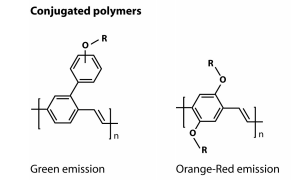 Conjugated polymers
O R
R
O
n
n
O
R
Green emission
Orange-Red emission